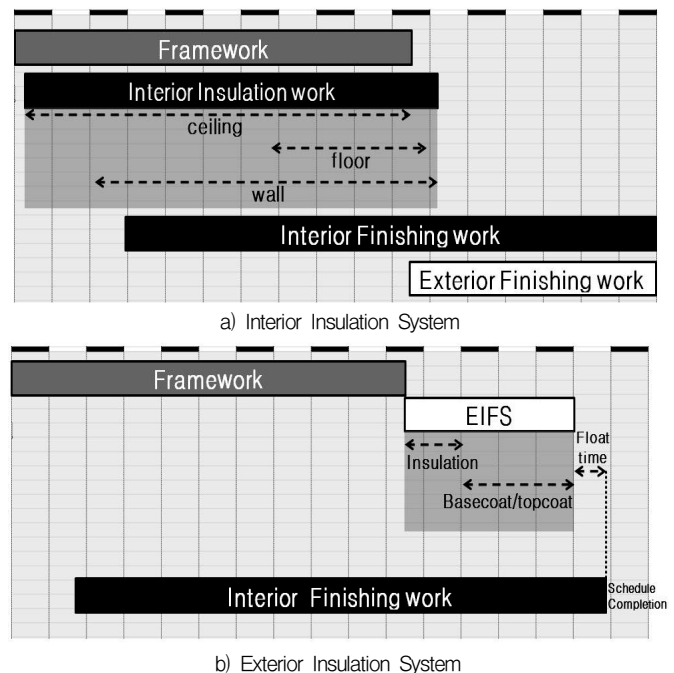 Framework
Interior Insulation work
ceiling
floor
wall
Interior Finishing work
Exterior Finishing work
a) Interior Insulation System
Framework
EIFS
Float
time
Insulation
Basecoat/topcoat
Interior Finishing work
Schedule
Completion
b) Exterior Insulation System